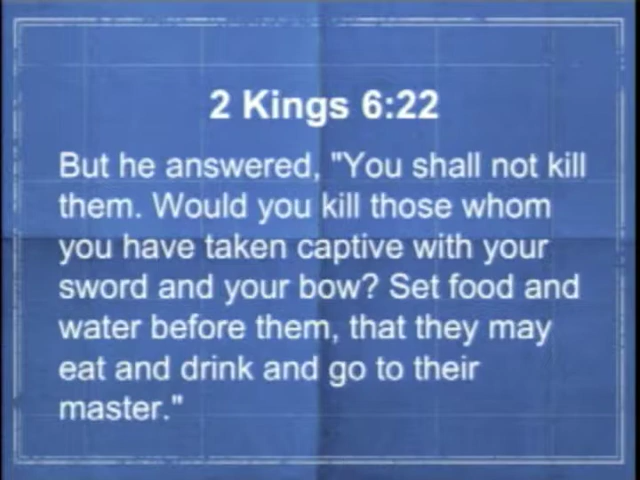 2 Kings 6:22
But he answered, "You shall not kill
them. Would you kill those whom
you have taken captive with your
sword and your bow? Set food and
water before them, that they may
eat and drink and go to their
master."